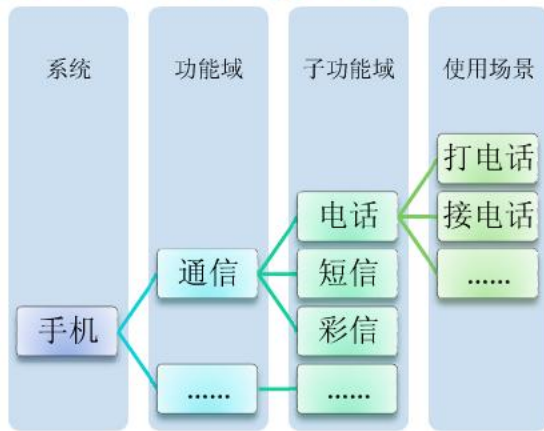 系统
功能域
子功能域
使用场景
打电话
电话
接电话
通信
短信
......
手机
彩信
......
......